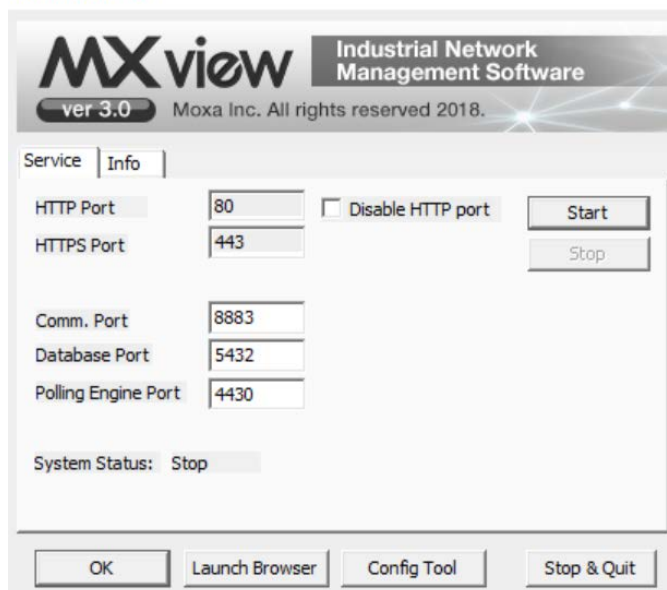 MXview Industrial Network
Management Software
ver 3.0 Moxa Inc. All rights reserved 2018.
Service Info
HTTP Port 80 Disable HTTP port Start
HTTPS Port 443 Stop
Comm. Port 8883
Database Port 5432
Polling Engine Port 4430
System Status: Stop
OK Launch Browser Config Tool Stop & Quit